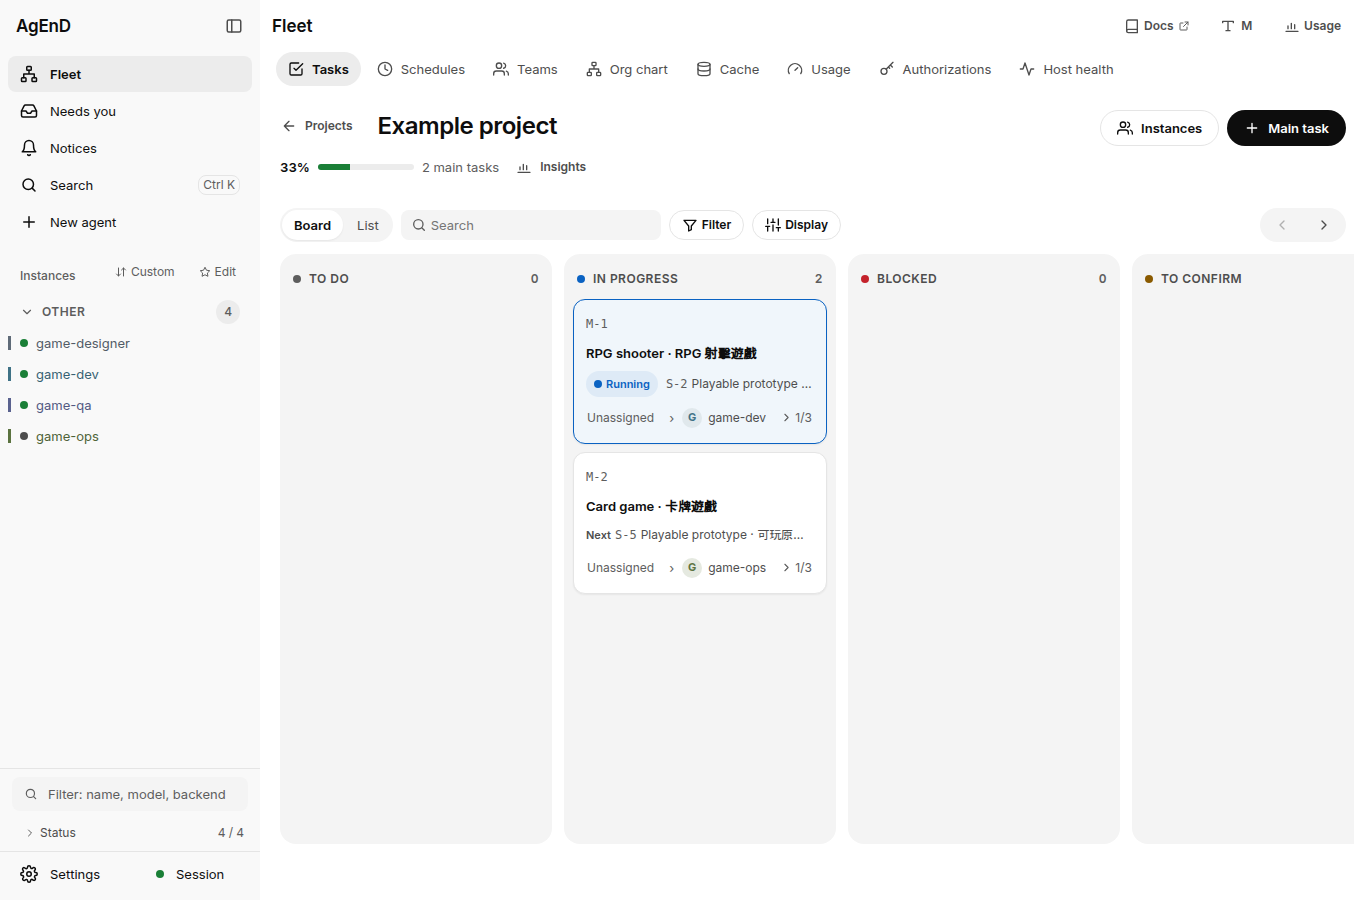 AgEnD
Fleet
Needs you
Notices
Search
Ctrl K
New agent
Instances
Custom
Edit
OTHER
4
game-designer
game-dev
game-qa
game-ops
Filter: name, model, backend
Status
4 / 4
Settings
Session
Fleet
Docs
M
Usage
Tasks
Schedules
Teams
Org chart
Cache
Usage
Authorizations
Host health
Projects
Example project
Instances
Main task
33%
2 main tasks
Insights
Board
List
Search
Filter
Display
TO DO
0
IN PROGRESS
2
M-1
RPG shooter · RPG 射擊遊戲
Running
S-2 Playable prototype ...
Unassigned
G
game-dev
1/3
M-2
Card game · 卡牌遊戲
Next S-5 Playable prototype · 可玩原...
Unassigned
G
game-ops
1/3
BLOCKED
0
TO CONFIRM